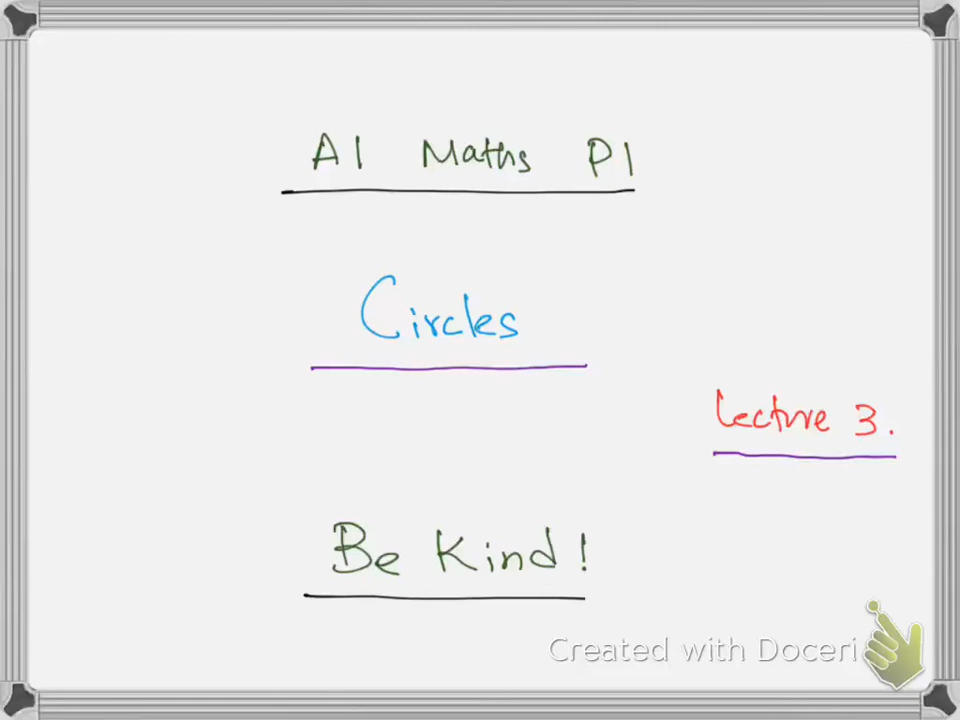 A1 Maths P1
Circles
Lecture 3.
Be Kind!
Created with Doceri